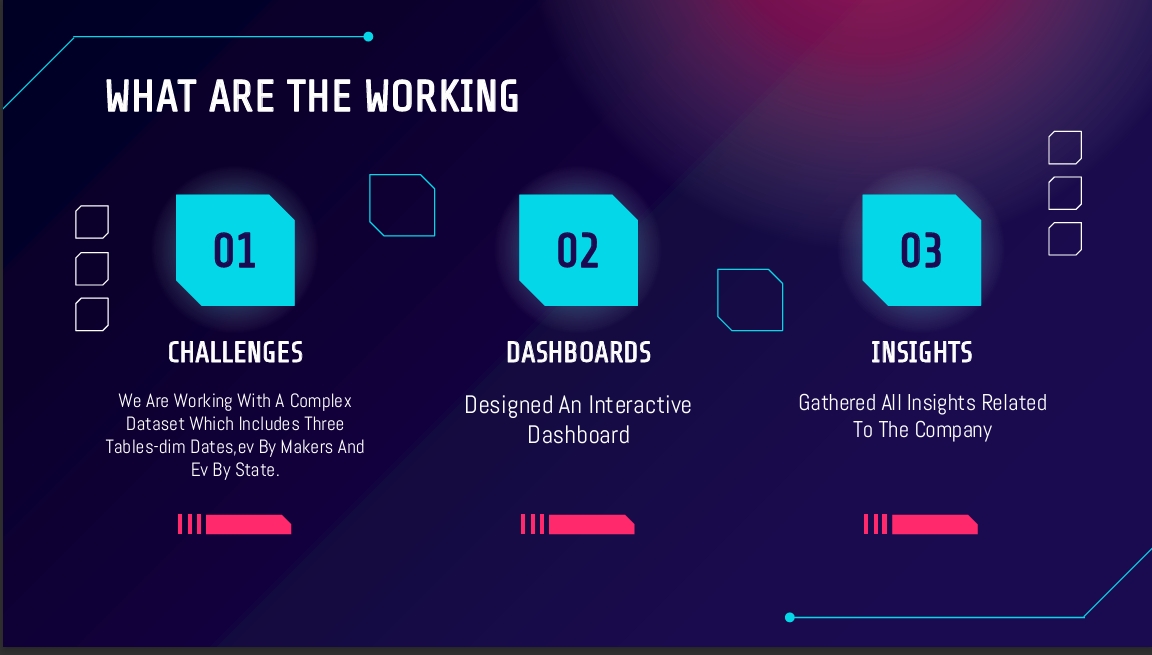 WHAT ARE THE WORKING
01
CHALLENGES
We Are Working With A Complex
Dataset Which Includes Three
Tables-dim Dates,ev By Makers And
Ev By State.
02
DASHBOARDS
Designed An Interactive
Dashboard
03
INSIGHTS
Gathered All Insights Related
To The Company